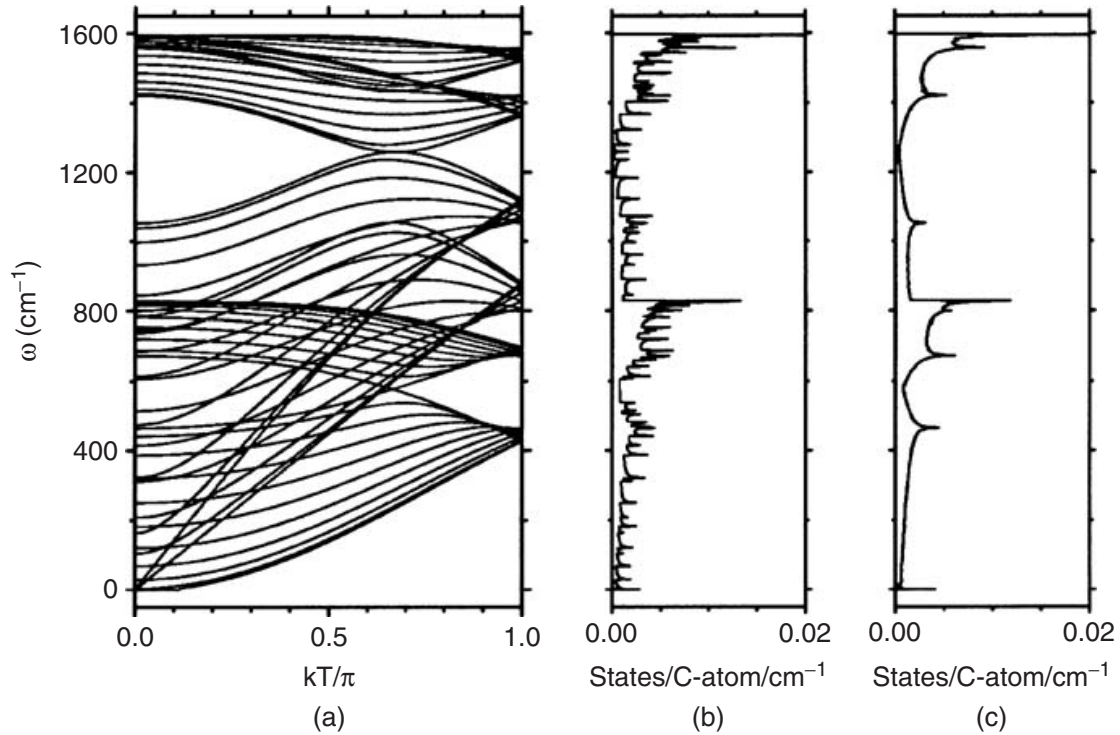 1600
1200
800
400
0
ω (cm⁻¹)
0.0 0.5 1.0
kT/π
(a)
0.00 0.02
States/C-atom/cm⁻¹
(b)
0.00 0.02
States/C-atom/cm⁻¹
(c)